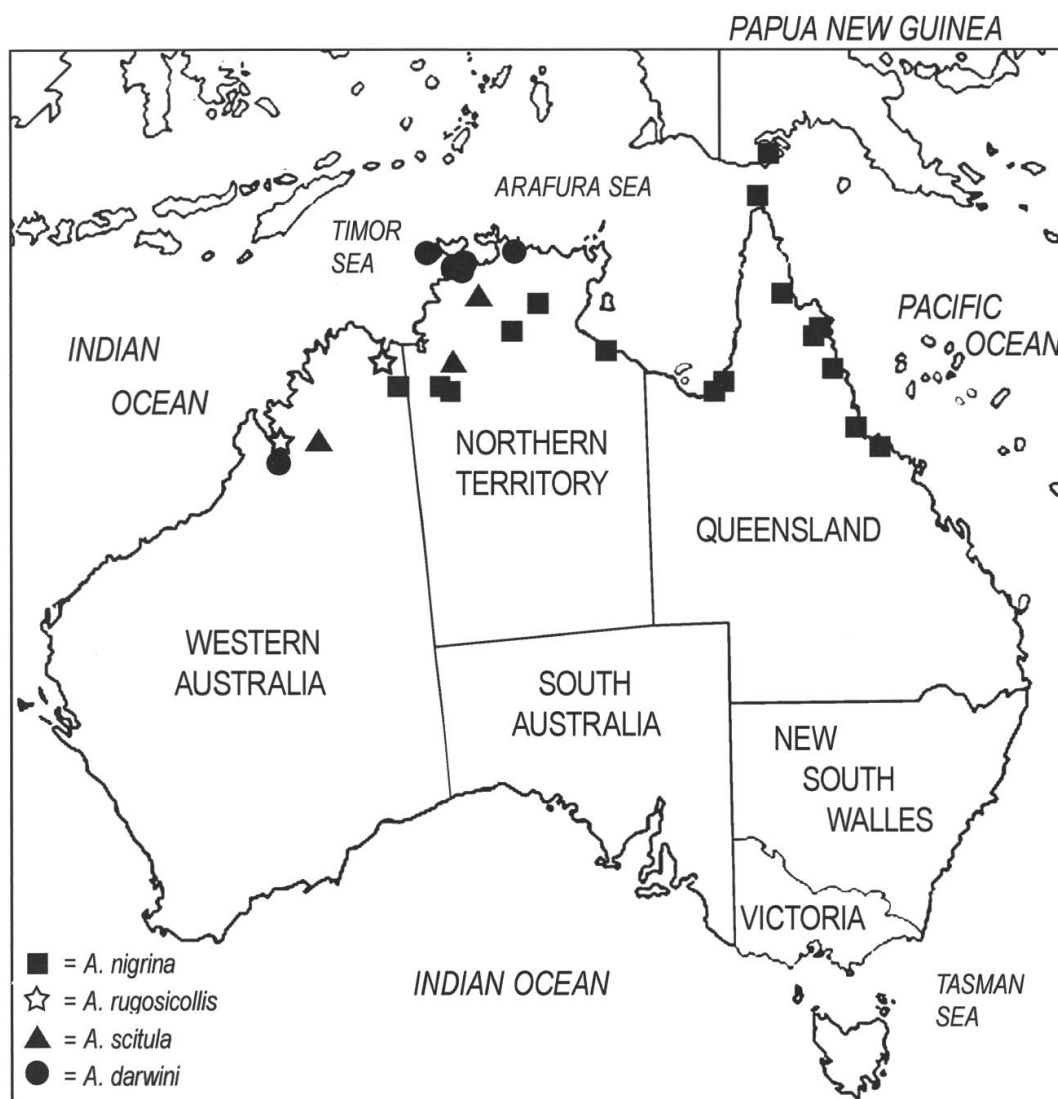 PAPUA NEW GUINEA
ARAFURA SEA
TIMOR
SEA
PACIFIC
OCEAN
INDIAN
OCEAN
NORTHERN
TERRITORY
QUEENSLAND
WESTERN
AUSTRALIA
SOUTH
AUSTRALIA
NEW
SOUTH
WALLES
VICTORIA
INDIAN OCEAN
TASMAN
SEA
= A. nigrina
= A. rugosicollis
= A. scitula
= A. darwini